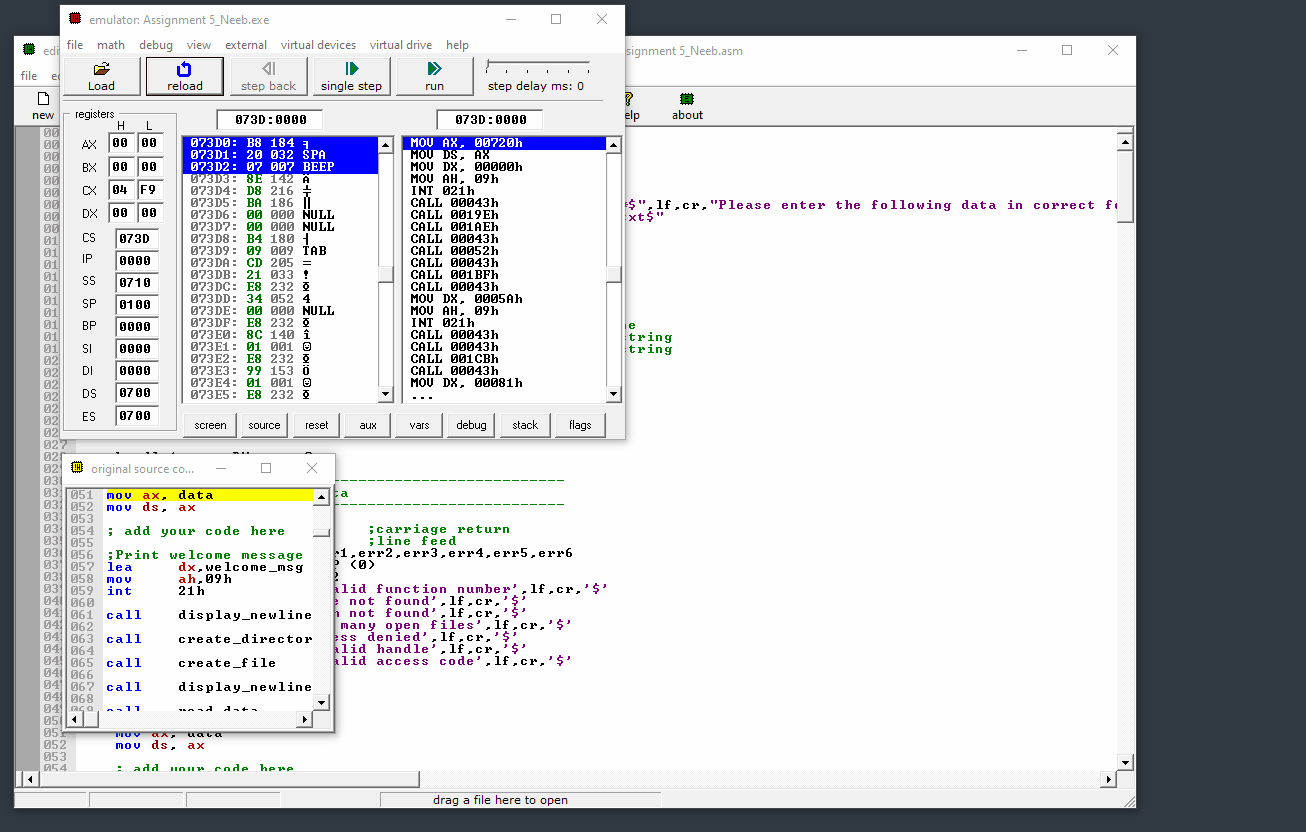 emulator: Assignment 5_Neeb.exe
file math debug view external virtual devices virtual drive help
Load reload step back single step run step delay ms: 0
registers
H L
AX 00 00
BX 00 00
CX 04 F9
DX 00 00
CS 073D
IP 0000
SS 0710
SP 0100
BP 0000
SI 0000
DI 0000
DS 0700
ES 0700
073D:0000
073D0: B8 184 ╕
073D1: 20 032 SPA
073D2: 07 007 BEEP
073D3: 8E 142 Ä
073D4: D8 216 ╪
073D5: BA 186 ║
073D6: 00 000 NULL
073D7: 00 000 NULL
073D8: B4 180 ┤
073D9: 09 009 TAB
073DA: CD 205 =
073DB: 21 033 !
073DC: E8 232
073DD: 34 052 4
073DE: 00 000 NULL
073DF: E8 232
073E0: 8C 140 î
073E1: 01 001 ☺
073E2: E8 232
073E3: 99 153 Ö
073E4: 01 001 ☺
073E5: E8 232
073D:0000
MOV AX, 00720h
MOV DS, AX
MOV DX, 00000h
MOV AH, 09h
INT 021h
CALL 00043h
CALL 0019Eh
CALL 001AEh
CALL 00043h
CALL 00052h
CALL 00043h
CALL 001BFh
CALL 00043h
MOV DX, 0005Ah
MOV AH, 09h
INT 021h
CALL 00043h
CALL 00043h
CALL 001CBh
CALL 00043h
MOV DX, 00081h
...
screen source reset aux vars debug stack flags
original source co...
051 mov ax, data
052 mov ds, ax
053
054 ; add your code here
055
056 ;Print welcome message
057 lea dx,welcome_msg
058 mov ah,09h
059 int 21h
060
061 call display_newline
062
063 call create_director
064
065 call create_file
066
067 call display_newline
068
edi
ssignment 5_Neeb.asm
file
new
elp about
$",lf,cr,"Please enter the following data in correct fo
xt$"
e
tring
tring
027
ta
;carriage return
;line feed
r1,err2,err3,err4,err5,err6
(0)
alid function number',lf,cr,'$'
e not found',lf,cr,'$'
not found',lf,cr,'$'
many open files',lf,cr,'$'
ess denied',lf,cr,'$'
alid handle',lf,cr,'$'
alid access code',lf,cr,'$'
051 mov ax, data
052 mov ds, ax
053
054 ; add your code here
drag a file here to open